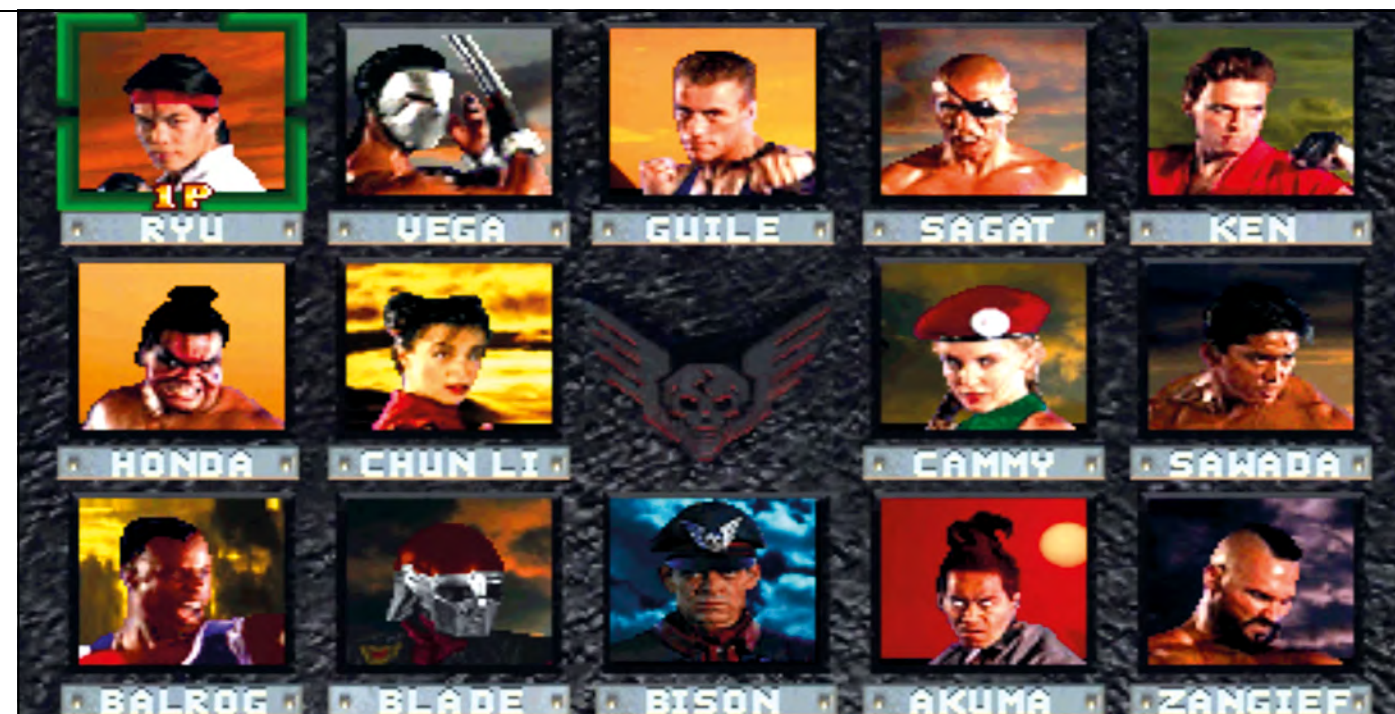 1P
RYU VEGA GUILE SAGAT KEN
HONDA CHUN LI CAMMY SAWADA
BALROG BLADE BISON AKUMA ZANGIEF